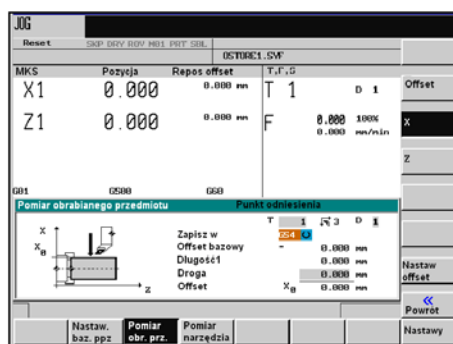 JOG
Reset SKP DRY ROV M01 PRT SBL
0STORE1.SYF
MKS Pozycja Repos offset T,F,S
X1 0.000 0.000 mm T 1 D 1
Offset
Z1 0.000 0.000 mm F 0.000 100%
0.000 mm/min
X
Z
G01 G500 G60
Pomiar obrabianego przedmiotu Punkt odniesienia
T 1 3 D 1
Zapisz w G54
Offset bazowy - 0.000 mm
Długość1 0.000 mm
Droga 0.000 mm
Offset X0 0.000 mm
X
X0
Z
Nastaw
offset
«
Powrót
Nastaw.
baz. ppz
Pomiar
obr. prz.
Pomiar
narzędzia
Nastawy